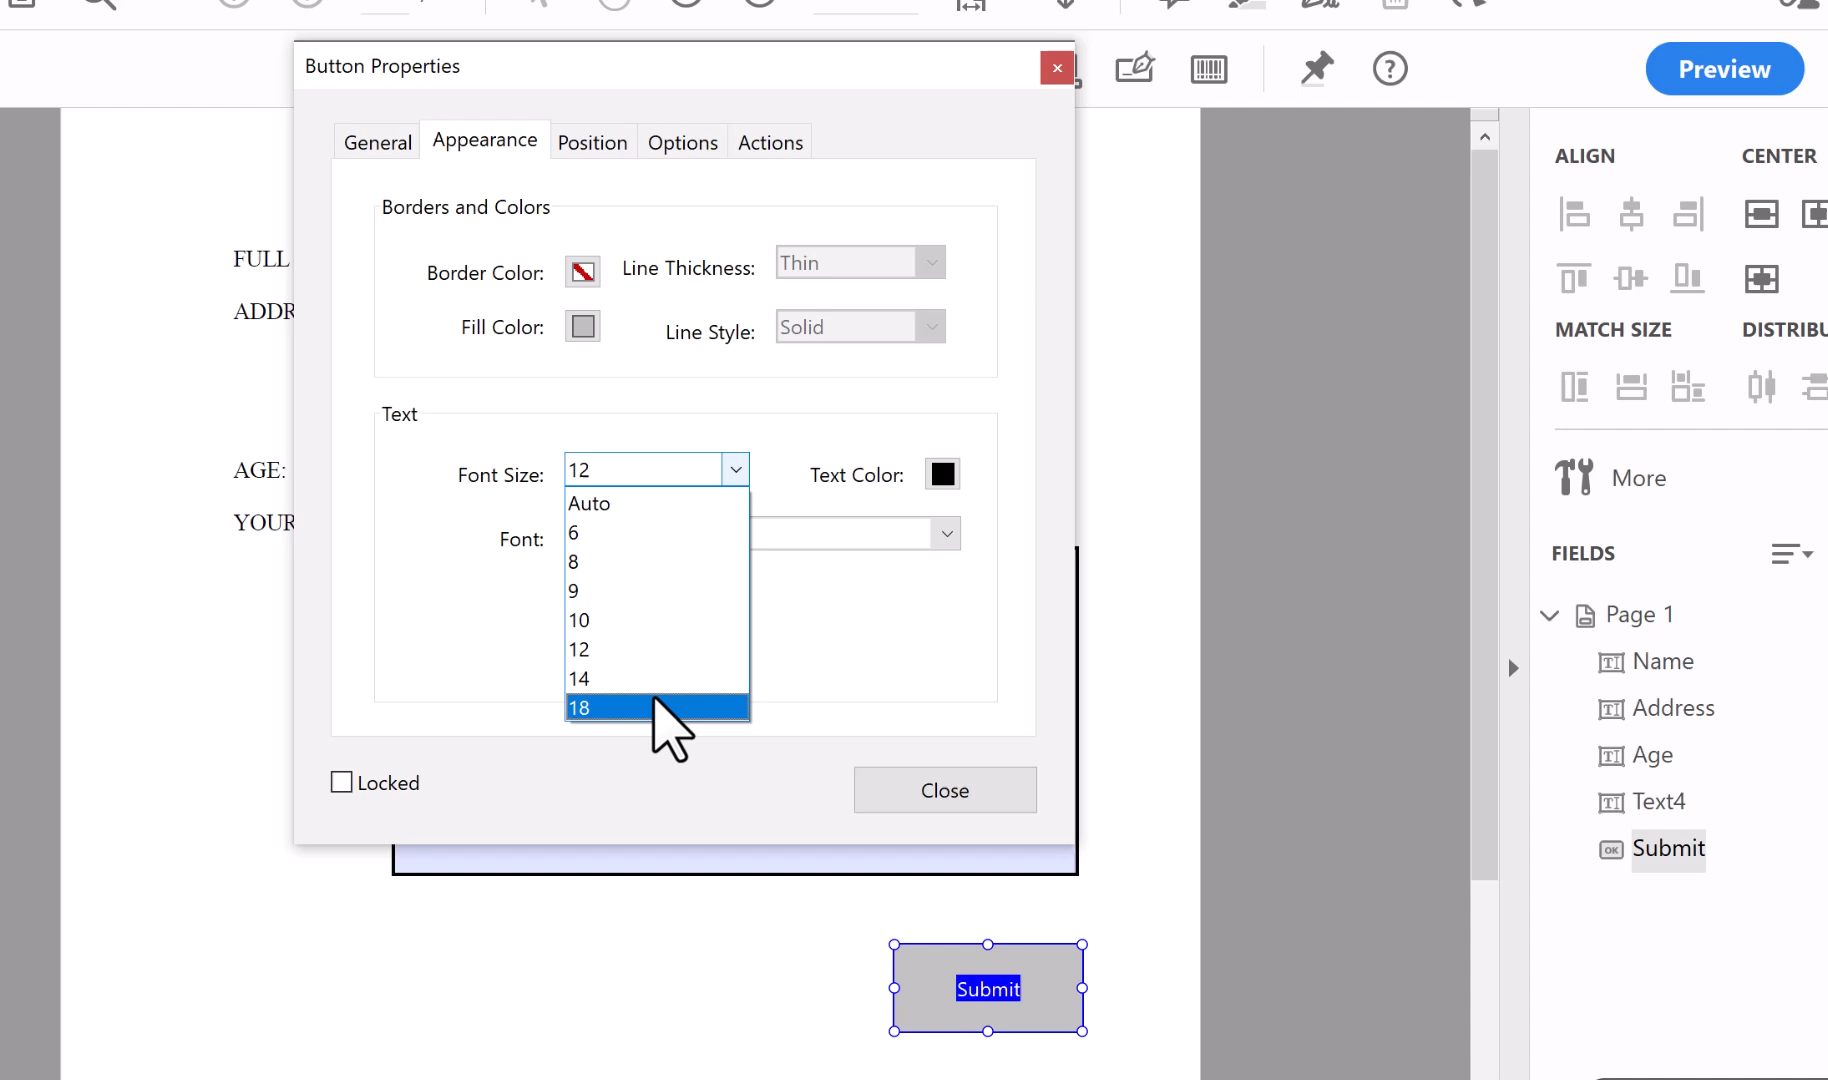 Button Properties
×
Preview
General Appearance Position Options Actions
ALIGN CENTER
Borders and Colors
FULL
Border Color: Line Thickness: Thin
ADDR
Fill Color: Line Style: Solid
MATCH SIZE DISTRIBU
Text
AGE:
Font Size: 12 Text Color:
More
Auto
YOUR
6
Font:
8
FIELDS
9
10
Page 1
12
Name
14
18
Address
Age
Locked
Close
Text4
OK Submit
Submit